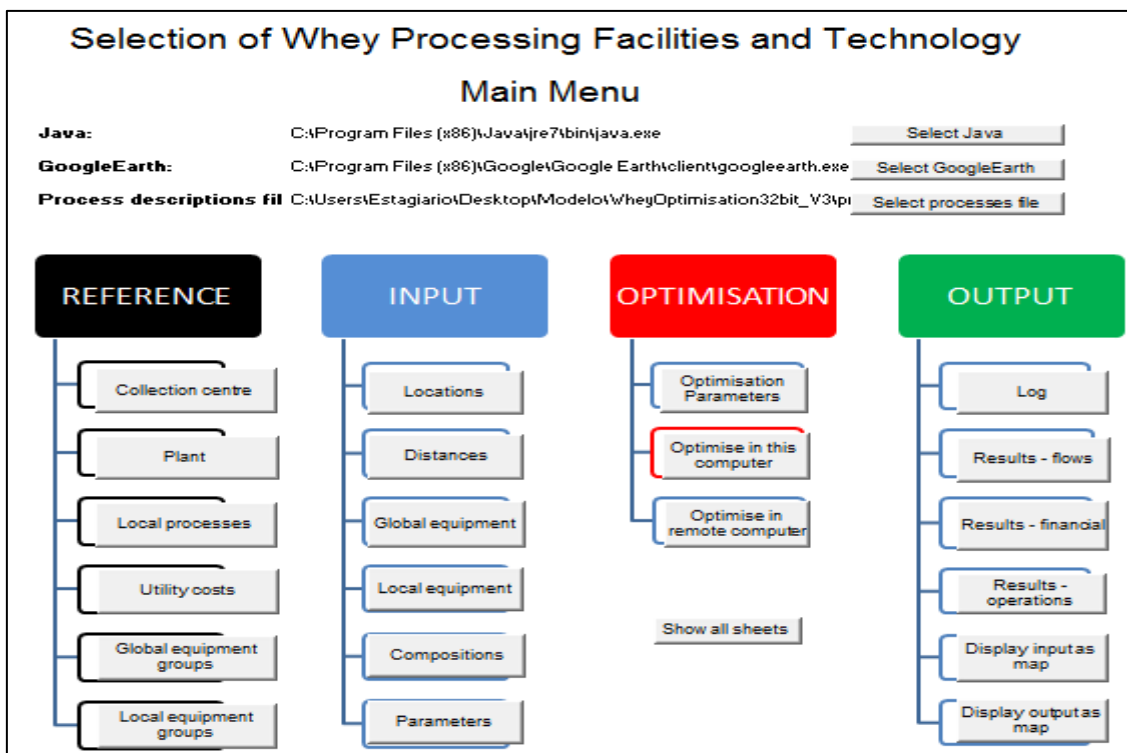 Selection of Whey Processing Facilities and Technology
Main Menu
Java: C:\Program Files (x86)\Java\jre7\bin\java.exe Select Java
GoogleEarth: C:\Program Files (x86)\Google\Google Earth\client\googleearth.exe Select GoogleEarth
Process descriptions fil C:\Users\Estagiario\Desktop\Modelo\WheyOptimisation32bit_V3\pr Select processes file
REFERENCE
Collection centre
Plant
Local processes
Utility costs
Global equipment
groups
Local equipment
groups
INPUT
Locations
Distances
Global equipment
Local equipment
Compositions
Parameters
OPTIMISATION
Optimisation
Parameters
Optimise in this
computer
Optimise in
remote computer
Show all sheets
OUTPUT
Log
Results - flows
Results - financial
Results -
operations
Display input as
map
Display output as
map